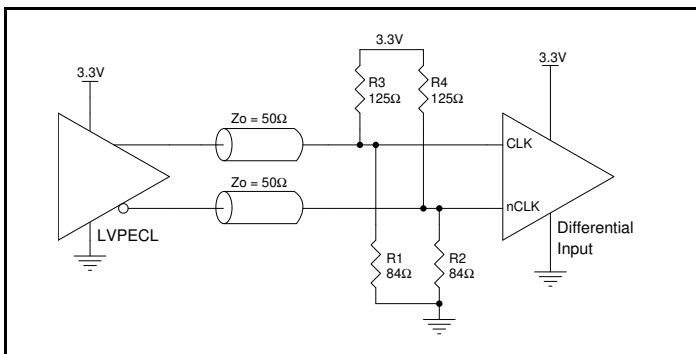 3.3V
3.3V
3.3V
R3
125Ω
R4
125Ω
Zo = 50Ω
CLK
Zo = 50Ω
nCLK
LVPECL
Differential
Input
R1
84Ω
R2
84Ω